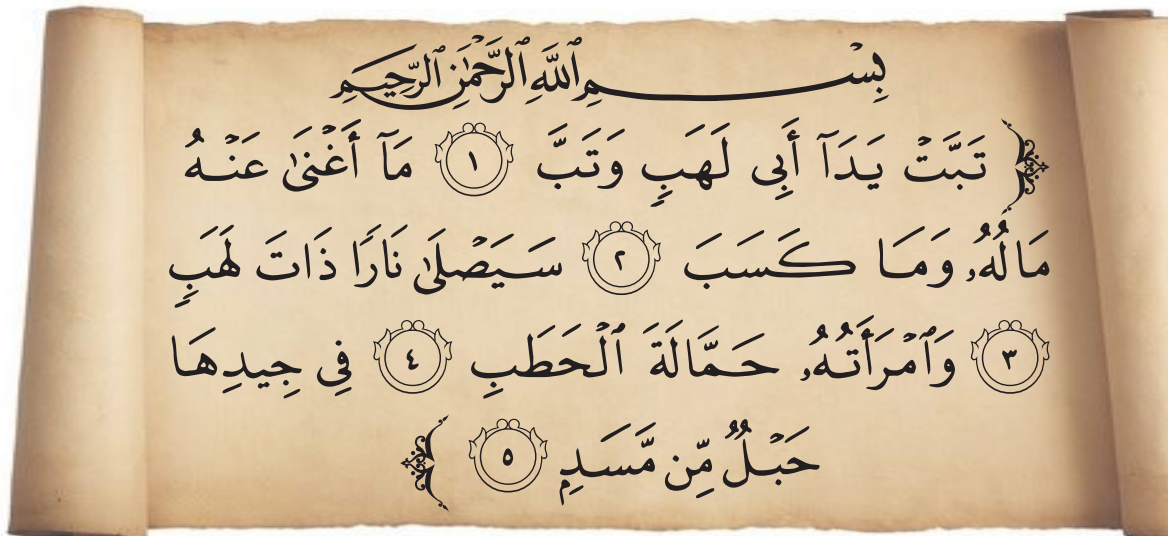 بِسْمِ ٱللَّهِ ٱلرَّحْمَٰنِ ٱلرَّحِيمِ
﴿ تَبَّتْ يَدَآ أَبِى لَهَبٍ وَتَبَّ ١ مَآ أَغْنَىٰ عَنْهُ
مَالُهُۥ وَمَا كَسَبَ ٢ سَيَصْلَىٰ نَارًا ذَاتَ لَهَبٍ
٣ وَٱمْرَأَتُهُۥ حَمَّالَةَ ٱلْحَطَبِ ٤ فِى جِيدِهَا
حَبْلٌ مِّن مَّسَدٍ ٥ ﴾